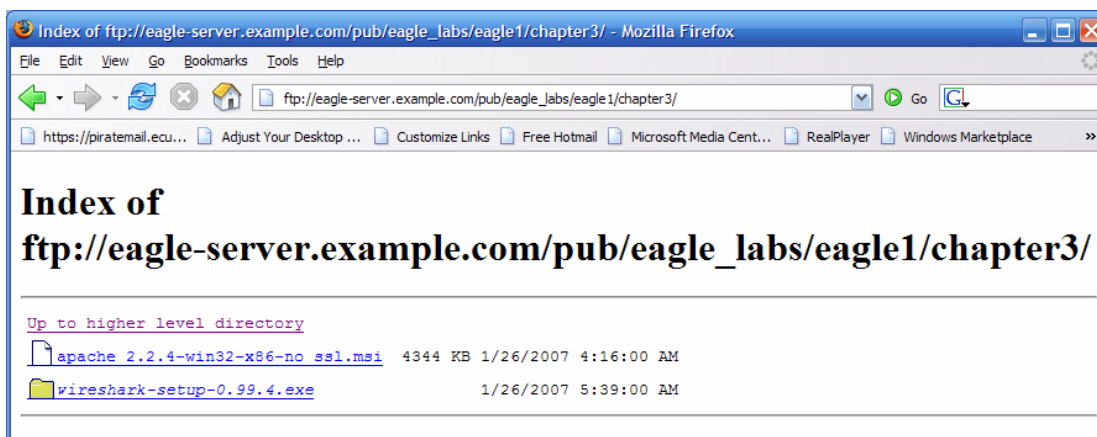 Index of ftp://eagle-server.example.com/pub/eagle_labs/eagle1/chapter3/ - Mozilla Firefox
File Edit View Go Bookmarks Tools Help
ftp://eagle-server.example.com/pub/eagle_labs/eagle1/chapter3/ Go G
https://piratemail.ecu... Adjust Your Desktop ... Customize Links Free Hotmail Microsoft Media Cent... RealPlayer Windows Marketplace »
Index of
ftp://eagle-server.example.com/pub/eagle_labs/eagle1/chapter3/
Up to higher level directory
apache_2.2.4-win32-x86-no_ssl.msi 4344 KB 1/26/2007 4:16:00 AM
wireshark-setup-0.99.4.exe 1/26/2007 5:39:00 AM